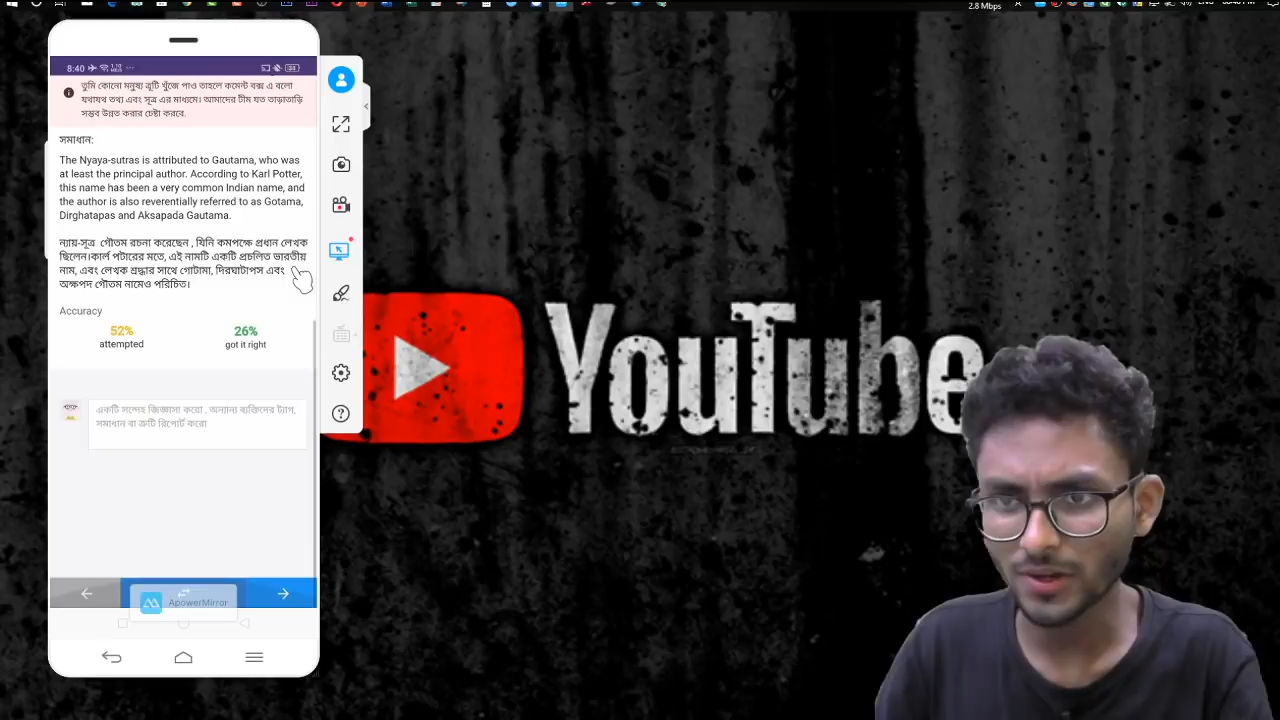 2.8 Mbps
8:40
তুমি কোনো মনুষ্য ত্রূটি খুঁজে পাও তাহলে কমেন্ট বক্স এ বলো
যথাযথ তথ্য এবং সূত্র এর মাধ্যমে। আমাদের টীম যত তাড়াতাড়ি
সম্ভব উন্নত করার চেষ্টা করবে.
সমাধান:
The Nyaya-sutras is attributed to Gautama, who was
at least the principal author. According to Karl Potter,
this name has been a very common Indian name, and
the author is also reverentially referred to as Gotama,
Dirghatapas and Aksapada Gautama.
ন্যায়-সূত্র গৌতম রচনা করেছেন , যিনি কমপক্ষে প্রধান লেখক
ছিলেন।কার্ল পটারের মতে, এই নামটি একটি প্রচলিত ভারতীয়
নাম, এবং লেখক শ্রদ্ধার সাথে গোটামা, দিরঘাটাপস এবং
অক্ষপদ গৌতম নামেও পরিচিত।
Accuracy
52% 26%
attempted got it right
একটি সন্দেহ জিজ্ঞাসা করো , অন্যান্য ব্যক্তিদের ট্যাগ,
সমাধান বা ত্রুটি রিপোর্ট করো
ApowerMirror
YouTube